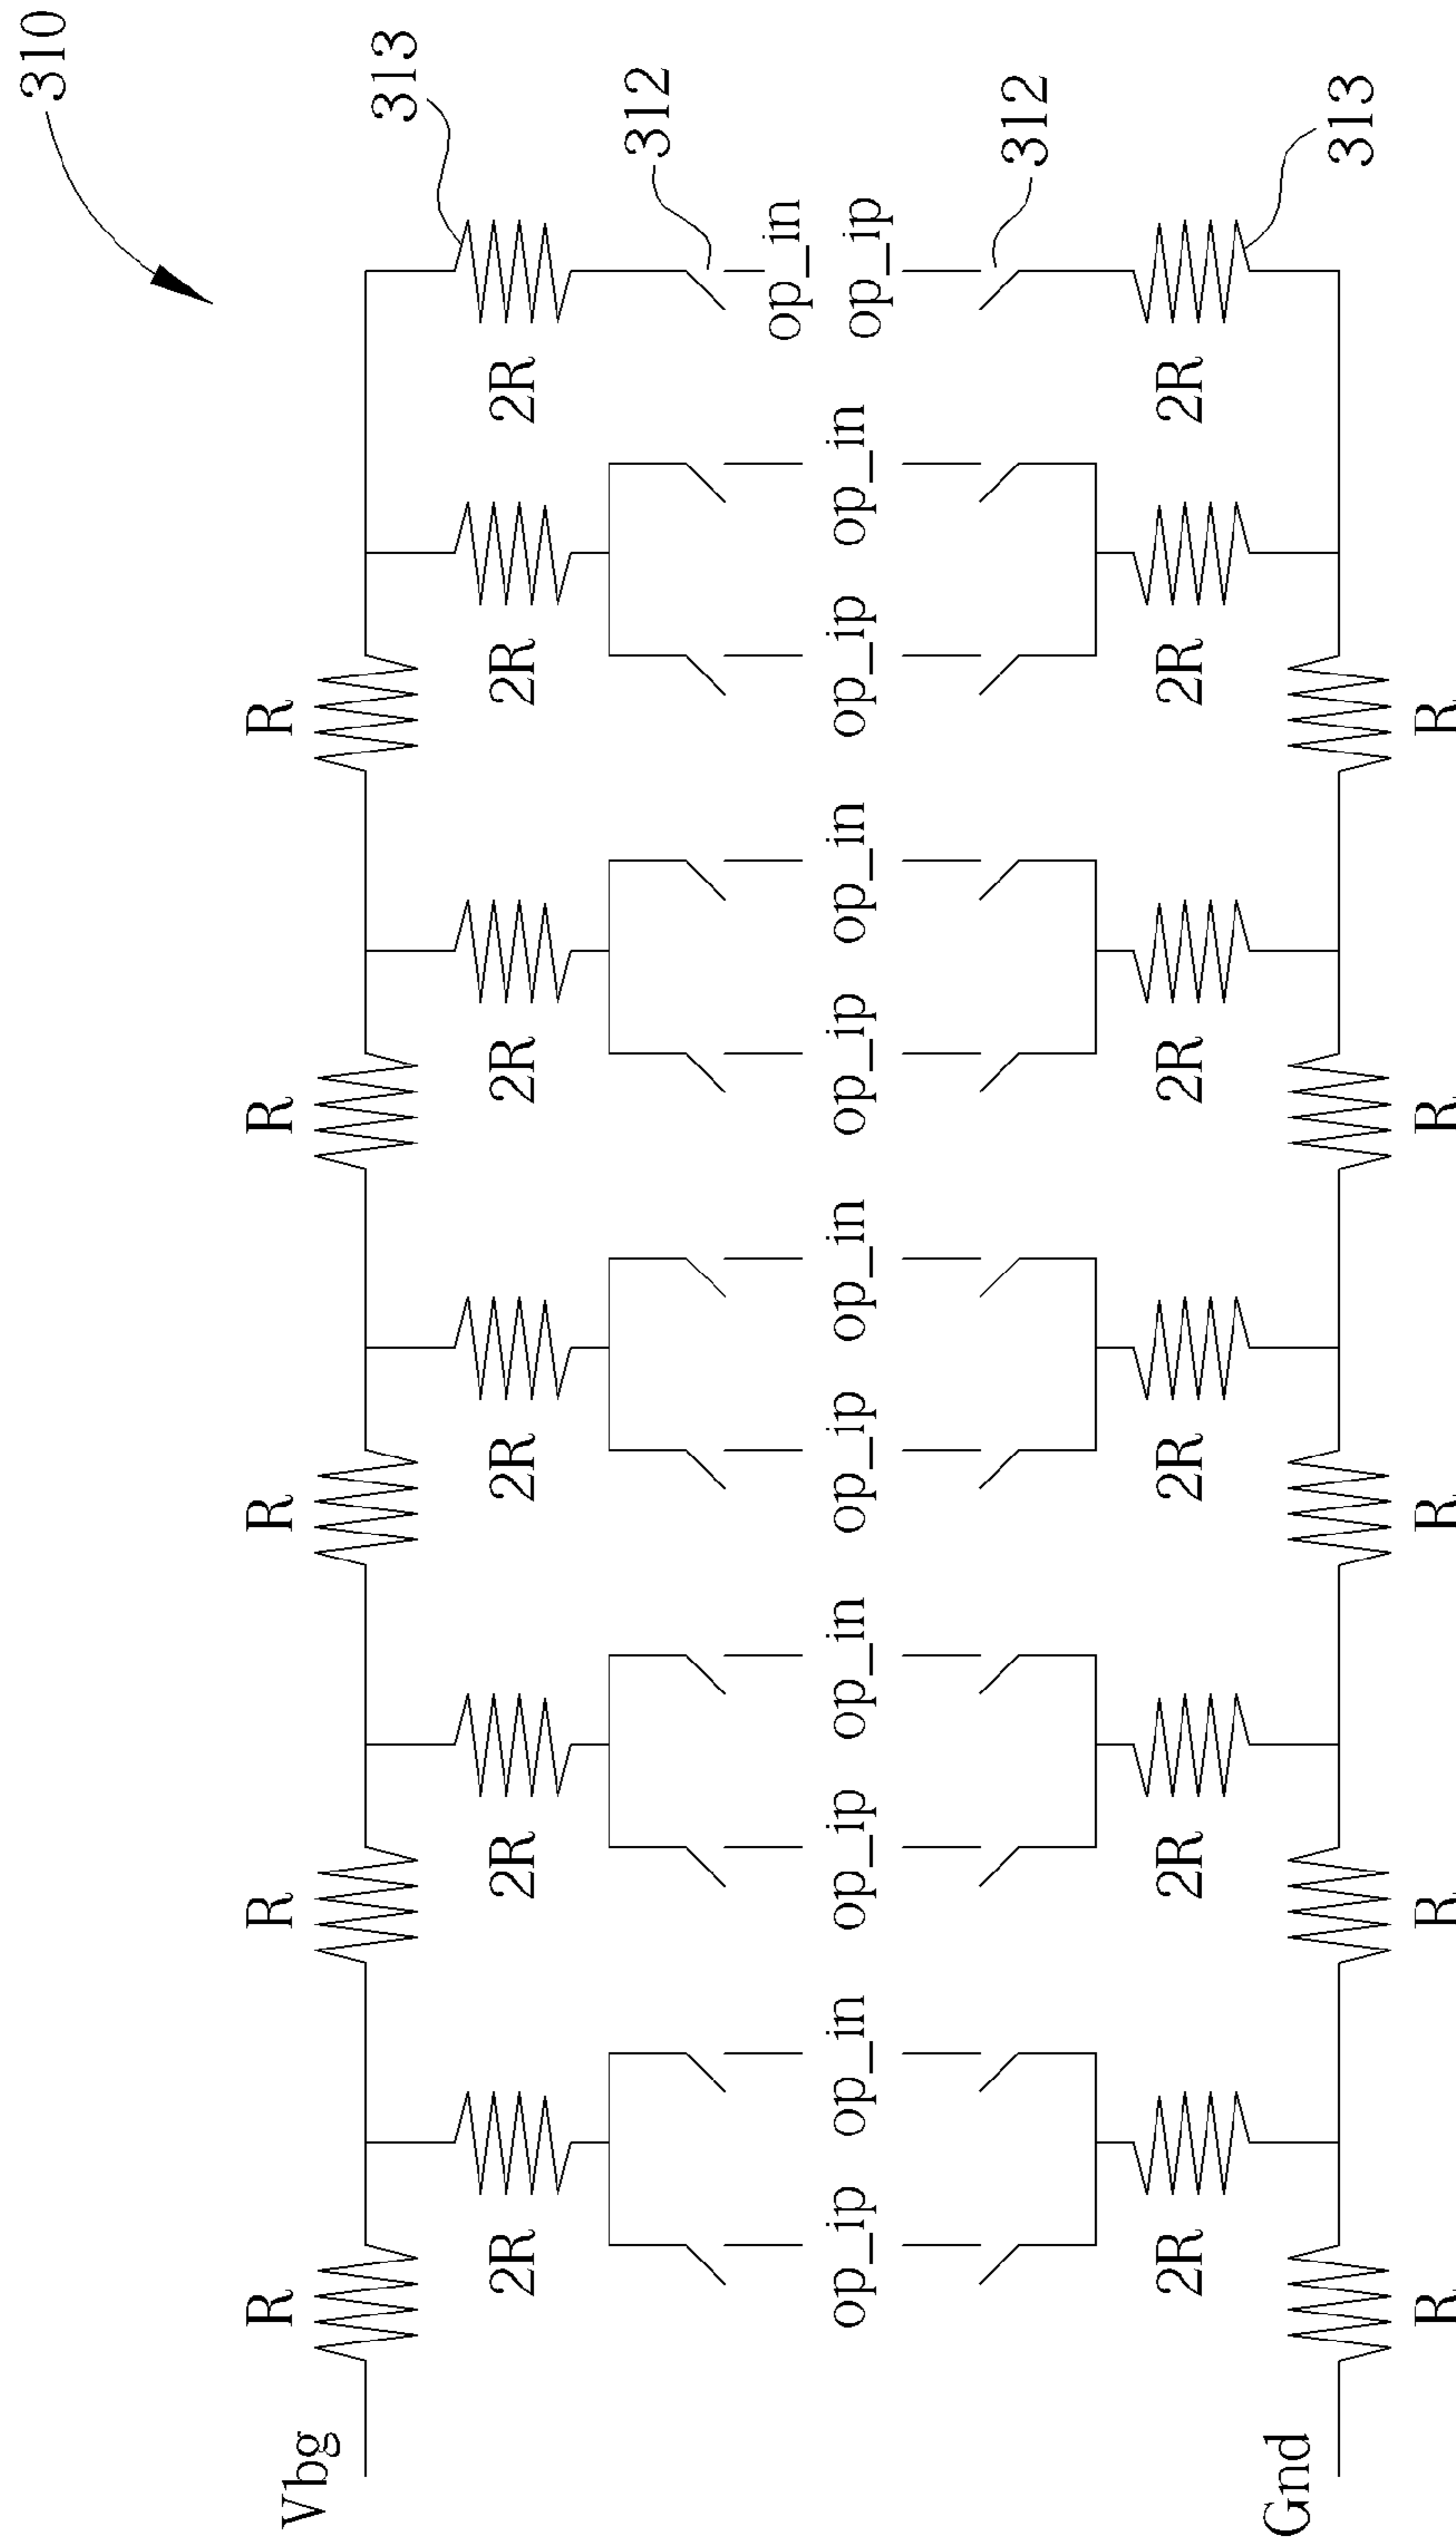 310
R R R R R
Vbg
313
2R 2R 2R 2R 2R 2R
312
op_in
op_ip op_in op_ip op_in op_ip op_in op_ip op_in op_ip op_in op_ip
312
2R 2R 2R 2R 2R 2R
Gnd
313
R R R R R